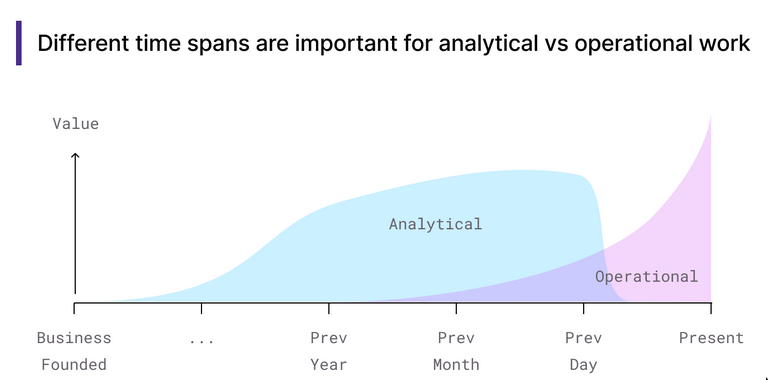 Different time spans are important for analytical vs operational work
Value
Analytical
Operational
Business
Founded
...
Prev
Year
Prev
Month
Prev
Day
Present